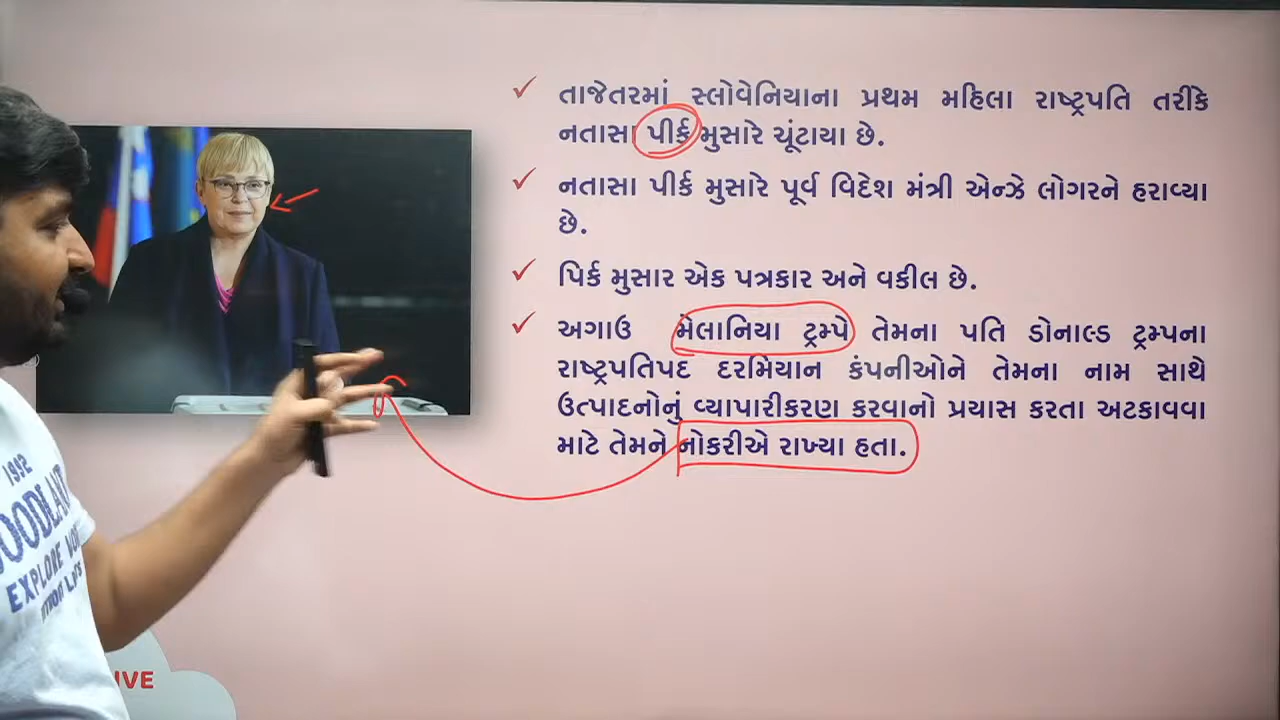 તાજેતરમાં સ્લોવેનિયાના પ્રથમ મહિલા રાષ્ટ્રપતિ તરીકે
નતાસા પીર્ક મુસારે ચૂંટાયા છે.
નતાસા પીર્ક મુસારે પૂર્વ વિદેશ મંત્રી એન્ઝે લોગરને હરાવ્યા
છે.
પિર્ક મુસાર એક પત્રકાર અને વકીલ છે.
અગાઉ મેલાનિયા ટ્રમ્પે તેમના પતિ ડોનાલ્ડ ટ્રમ્પના
રાષ્ટ્રપતિપદ દરમિયાન કંપનીઓને તેમના નામ સાથે
ઉત્પાદનોનું વ્યાપારીકરણ કરવાનો પ્રયાસ કરતા અટકાવવા
માટે તેમને નોકરીએ રાખ્યા હતા.
1992
EXPLORE